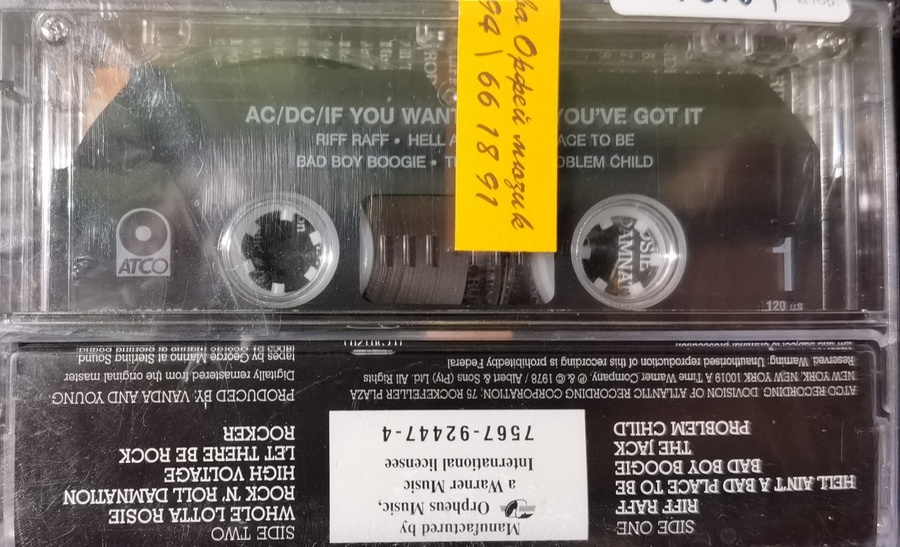 AC/DC/IF YOU WANT YOU'VE GOT IT
RIFF RAFF • HELL A ACE TO BE
BAD BOY BOOGIE • T OBLEM CHILD
ATCO
1
120 µs
ва Орфей музик
94 \ 66 18 91
SIDE ONE
RIFF RAFF
HELL AIN'T A BAD PLACE TO BE
BAD BOY BOOGIE
THE JACK
PROBLEM CHILD
Manufactured by
Orpheus Music,
a Warner Music
International licensee
7567-92447-4
SIDE TWO
WHOLE LOTTA ROSIE
ROCK 'N' ROLL DAMNATION
HIGH VOLTAGE
LET THERE BE ROCK
ROCKER
PRODUCED BY: VANDA AND YOUNG
Digitally remastered from the original master
tapes by George Marino at Sterling Sound
ATCO RECORDING: DIVISION OF ATLANTIC RECORDING CORPORATION: 75 ROCKEFELLER PLAZA
NEW YORK, NEW YORK 10019 A Time Warner Company, ℗ & © 1978 / Albert & Sons (Pty) Ltd. All Rights
Reserved. Warning: Unauthorised reproduction of this recording is prohibited by Federal